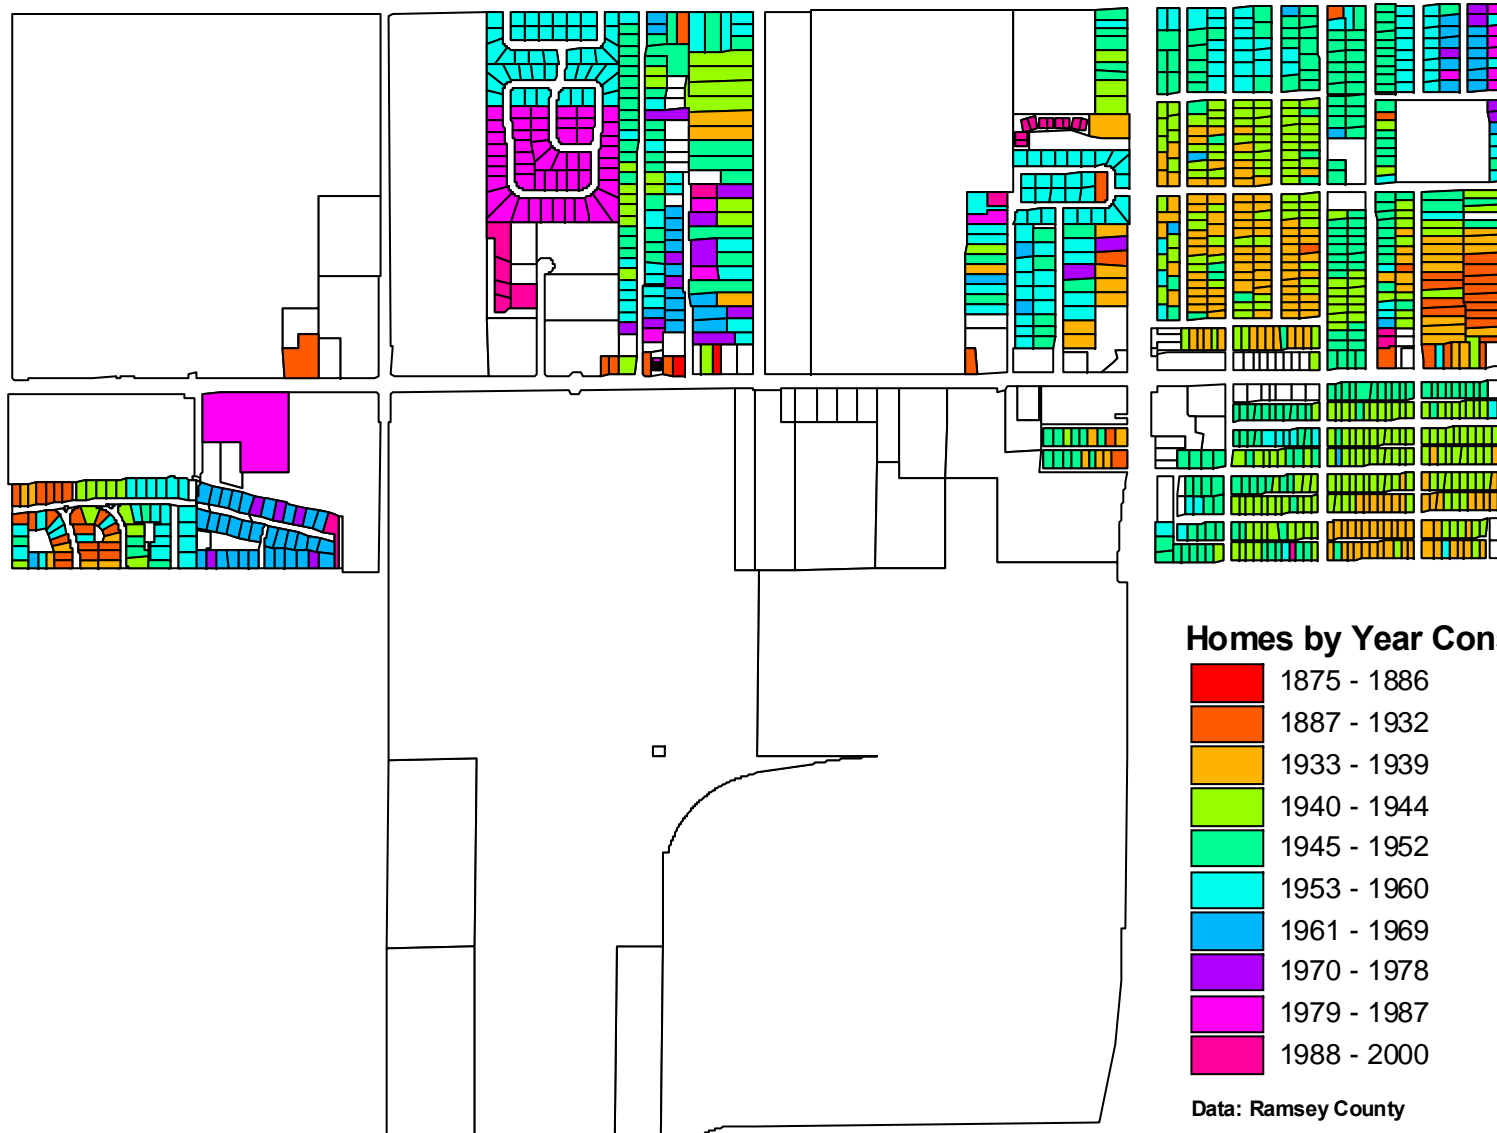 Homes by Year Con
1875 - 1886
1887 - 1932
1933 - 1939
1940 - 1944
1945 - 1952
1953 - 1960
1961 - 1969
1970 - 1978
1979 - 1987
1988 - 2000
Data: Ramsey County